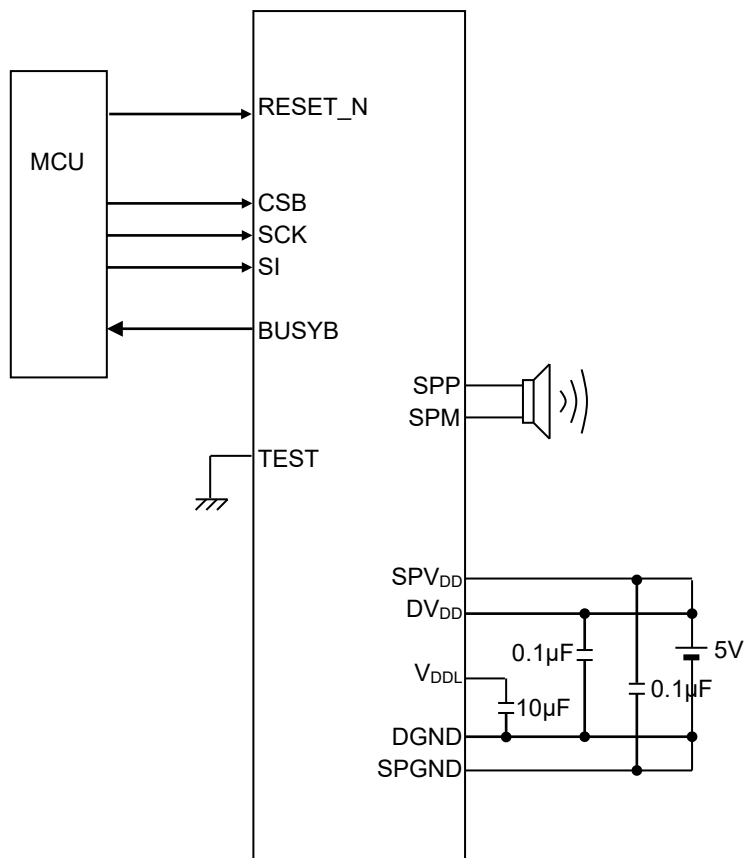 RESET_N
MCU
CSB
SCK
SI
BUSYB
SPP
SPM
TEST
SPVDD
DVDD
0.1µF
5V
VDDL
0.1µF
10µF
DGND
SPGND